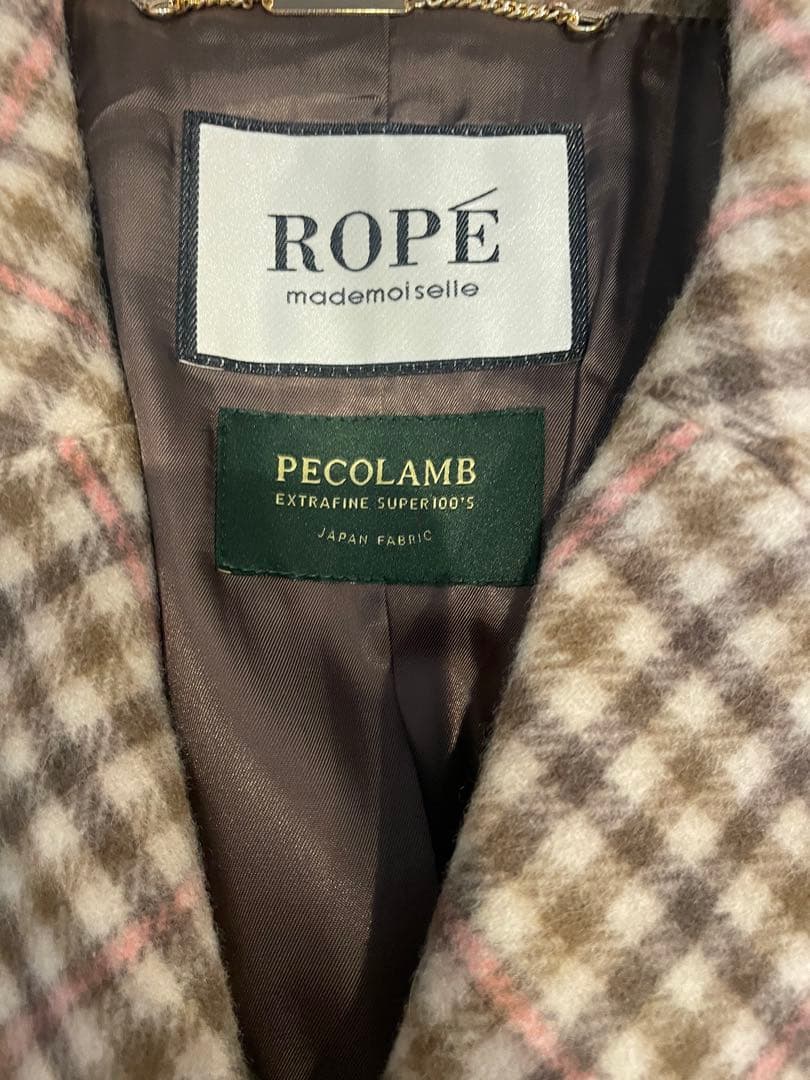 ROPÉ
mademoiselle
PECOLAMB
EXTRAFINE SUPER100'S
JAPAN FABRIC